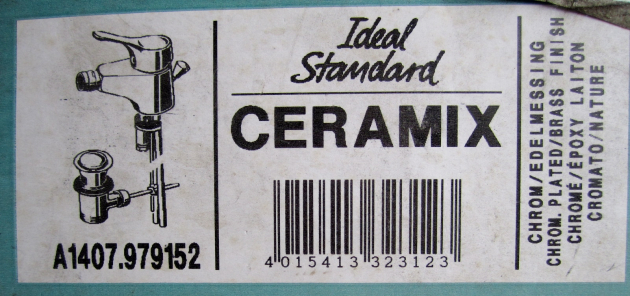 Ideal
Standard
CERAMIX
4 015413 323123
A1407.979152
CHROM/EDELMESSING
CHROM. PLATED/BRASS FINISH
CHROMÉ/ÉPOXY LAITON
CROMATO/NATURE